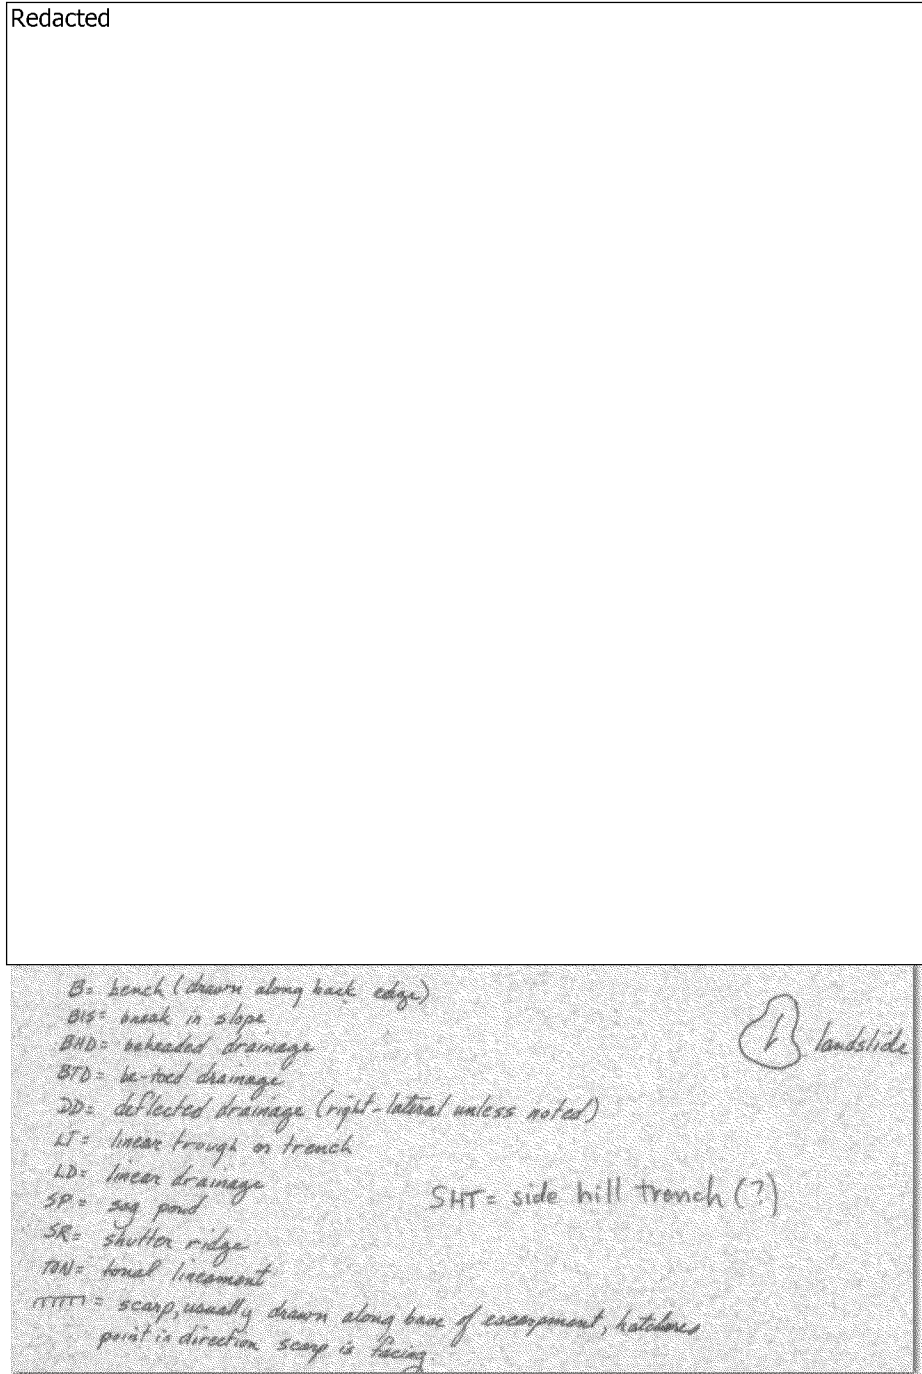 Redacted
B= bench (drawn along back edge)
BIS= break in slope
BHD= beheaded drainage
BTD= be-toed drainage
DD= deflected drainage (right-lateral unless noted)
LT= linear trough or trench
LD= linear drainage
SP= sag pond
SR= shutter ridge
TON= tonal lineament
= scarp, usually drawn along base of escarpment, hatchures
point in direction scarp is facing
L landslide
SHT= side hill trench (?)